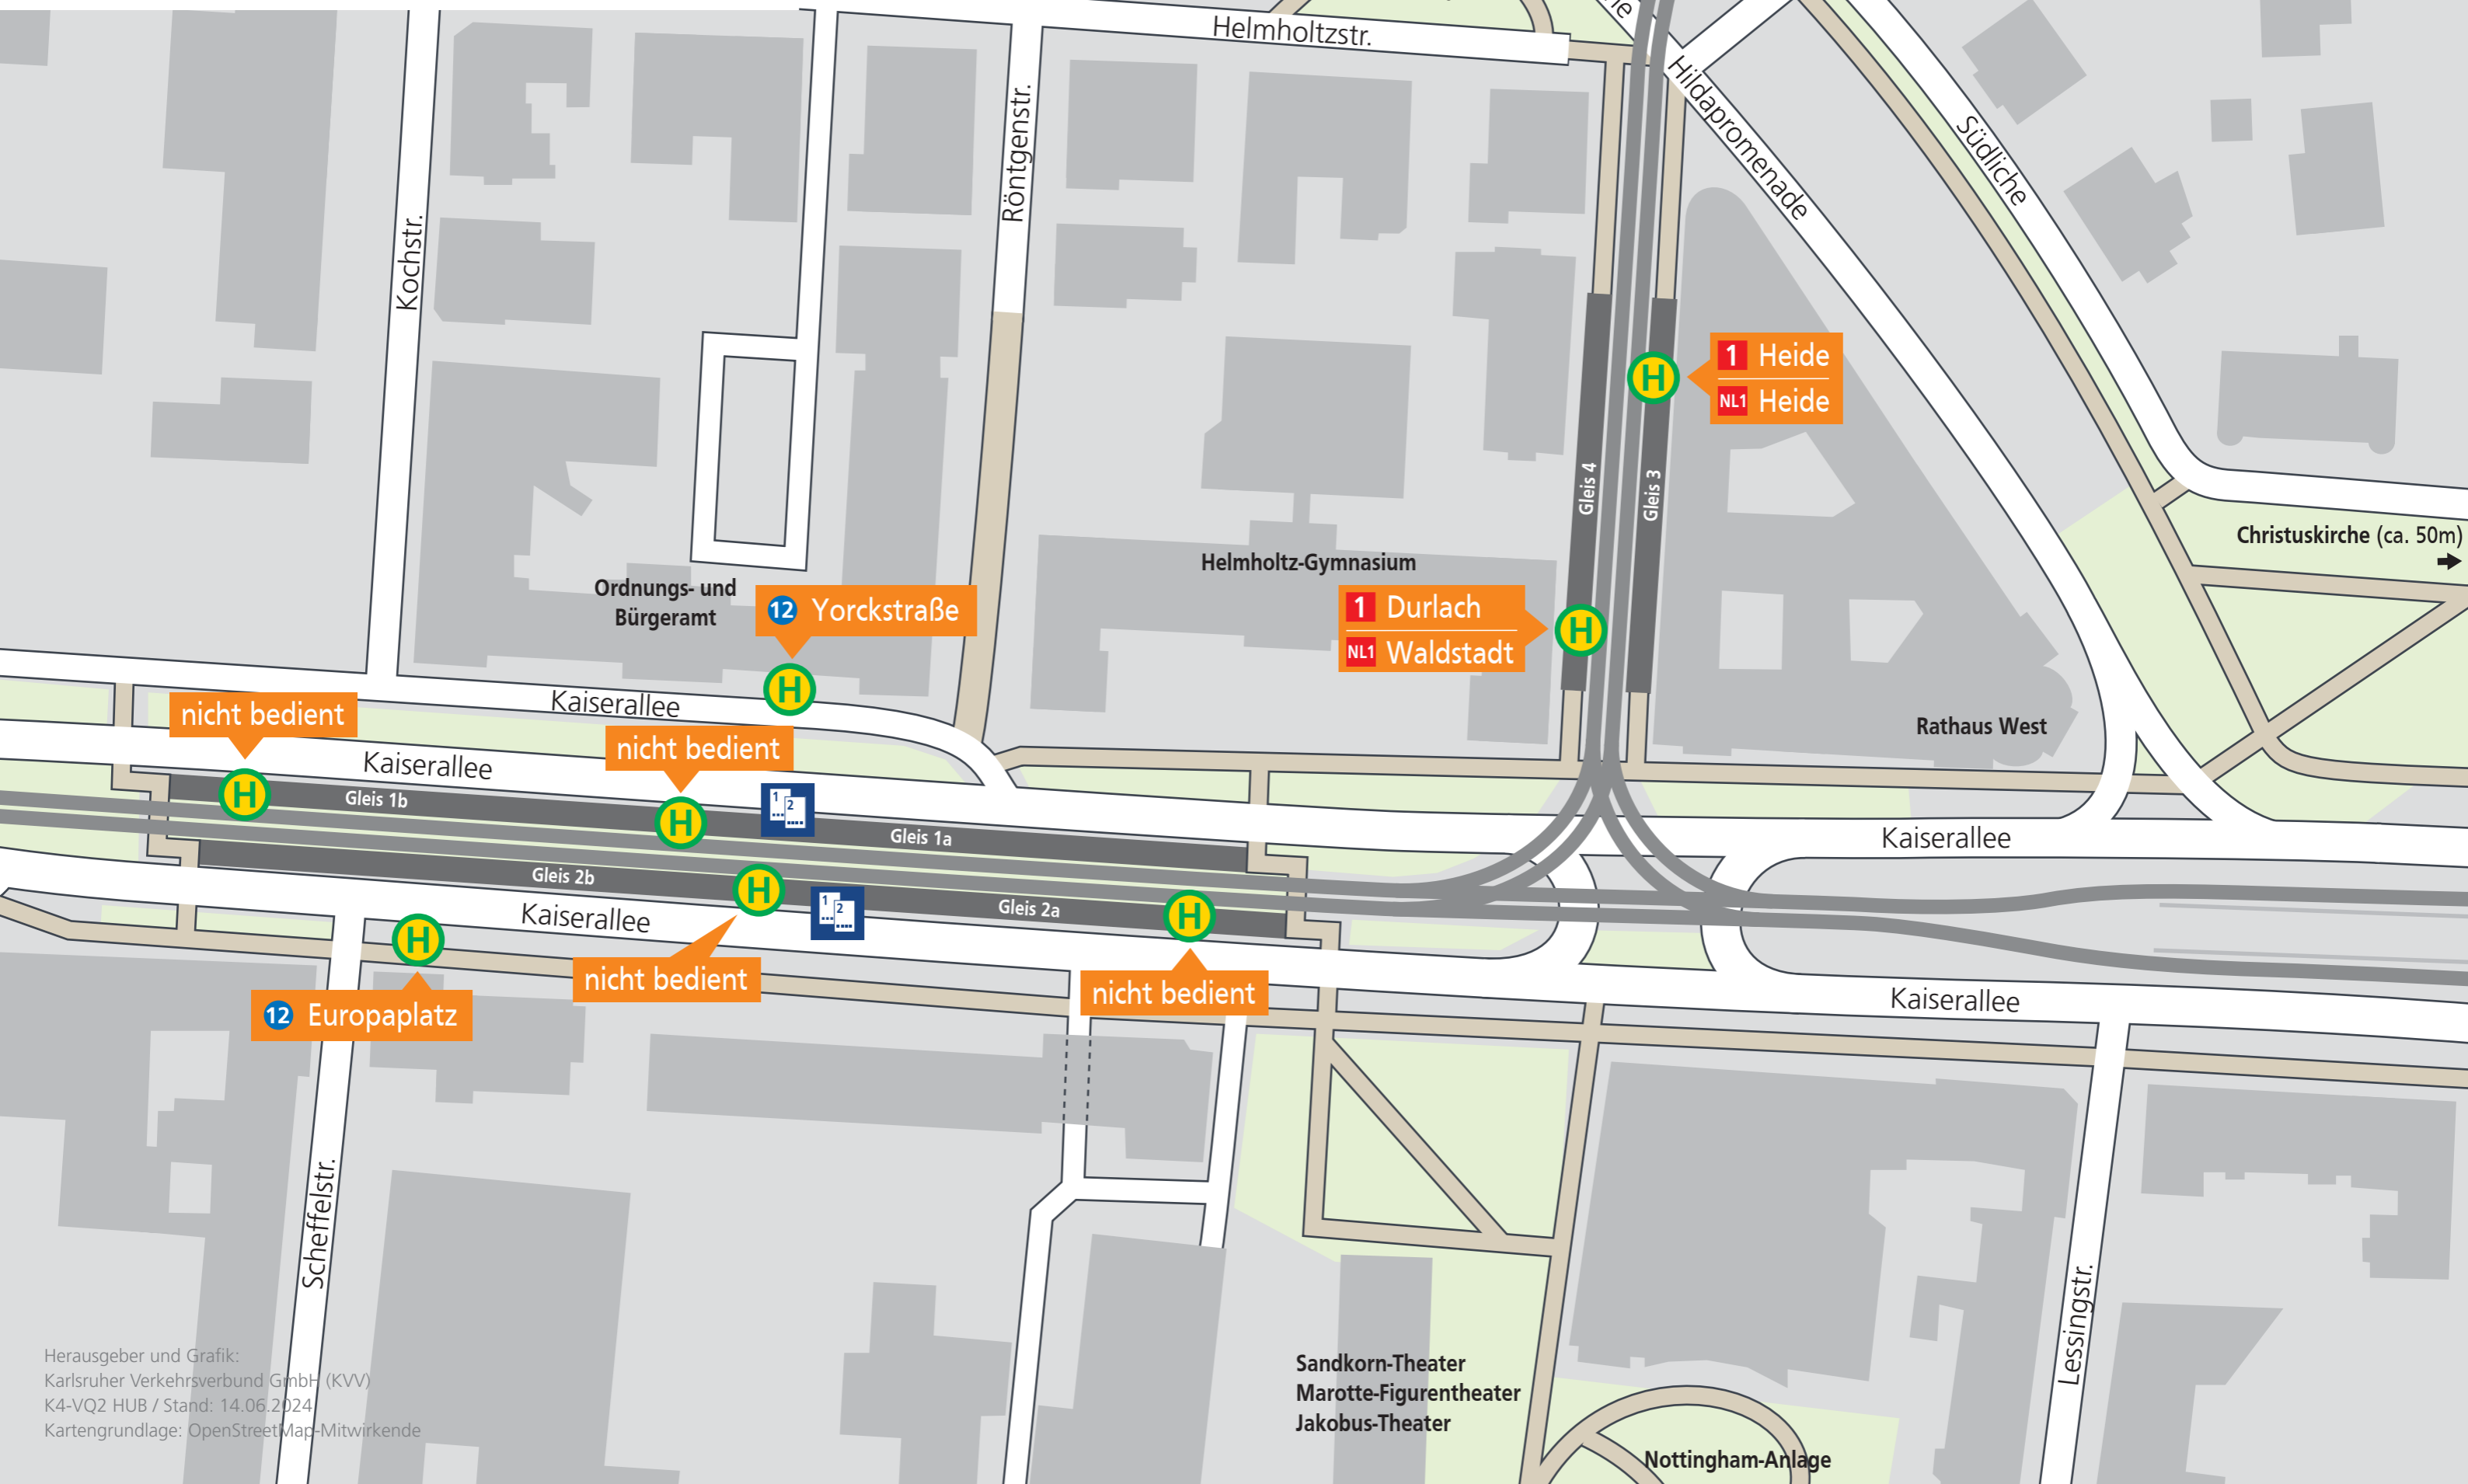 Helmholtzstr.
Hildapromenade
Südliche
Röntgenstr.
Kochstr.
1 Heide
NL1 Heide
Gleis 4
Gleis 3
Christuskirche (ca. 50m)
Helmholtz-Gymnasium
Ordnungs- und
Bürgeramt
12 Yorckstraße
1 Durlach
NL1 Waldstadt
H
H
H
Kaiserallee
nicht bedient
nicht bedient
Rathaus West
Kaiserallee
H
Gleis 1b
H
1 2
Gleis 1a
Kaiserallee
Gleis 2b
H
1 2
Gleis 2a
H
Kaiserallee
H
nicht bedient
nicht bedient
12 Europaplatz
Kaiserallee
Scheffelstr.
Lessingstr.
Sandkorn-Theater
Marotte-Figurentheater
Jakobus-Theater
Nottingham-Anlage
Herausgeber und Grafik:
Karlsruher Verkehrsverbund GmbH (KVV)
K4-VQ2 HUB / Stand: 14.06.2024
Kartengrundlage: OpenStreetMap-Mitwirkende